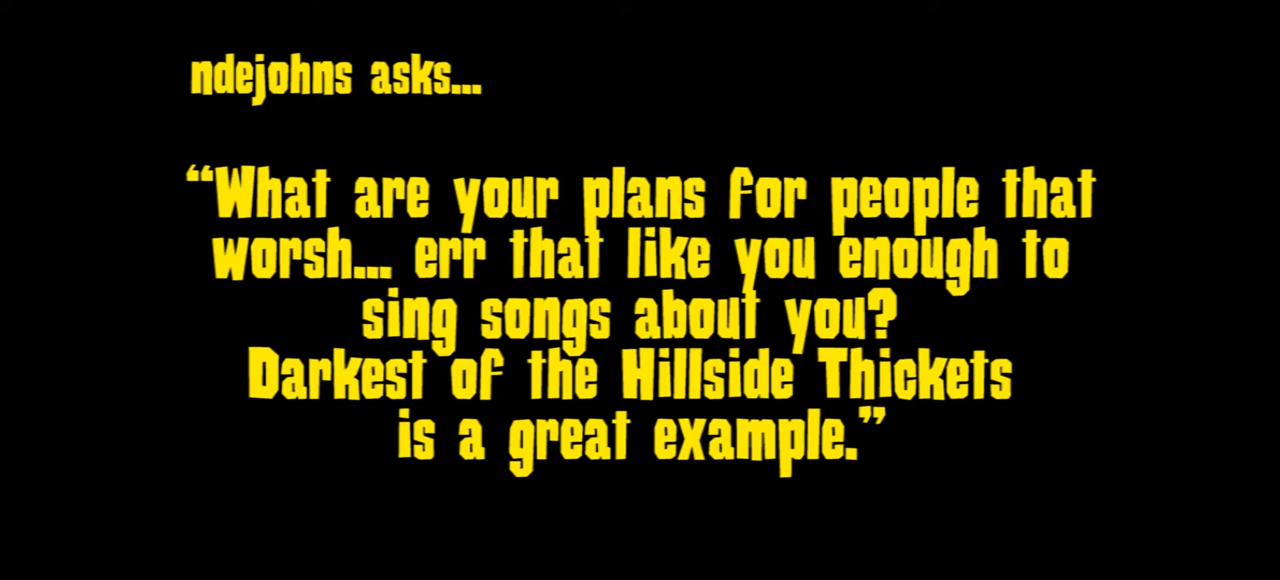 ndejohns asks...
“What are your plans for people that
worsh... err that like you enough to
sing songs about you?
Darkest of the Hillside Thickets
is a great example.”